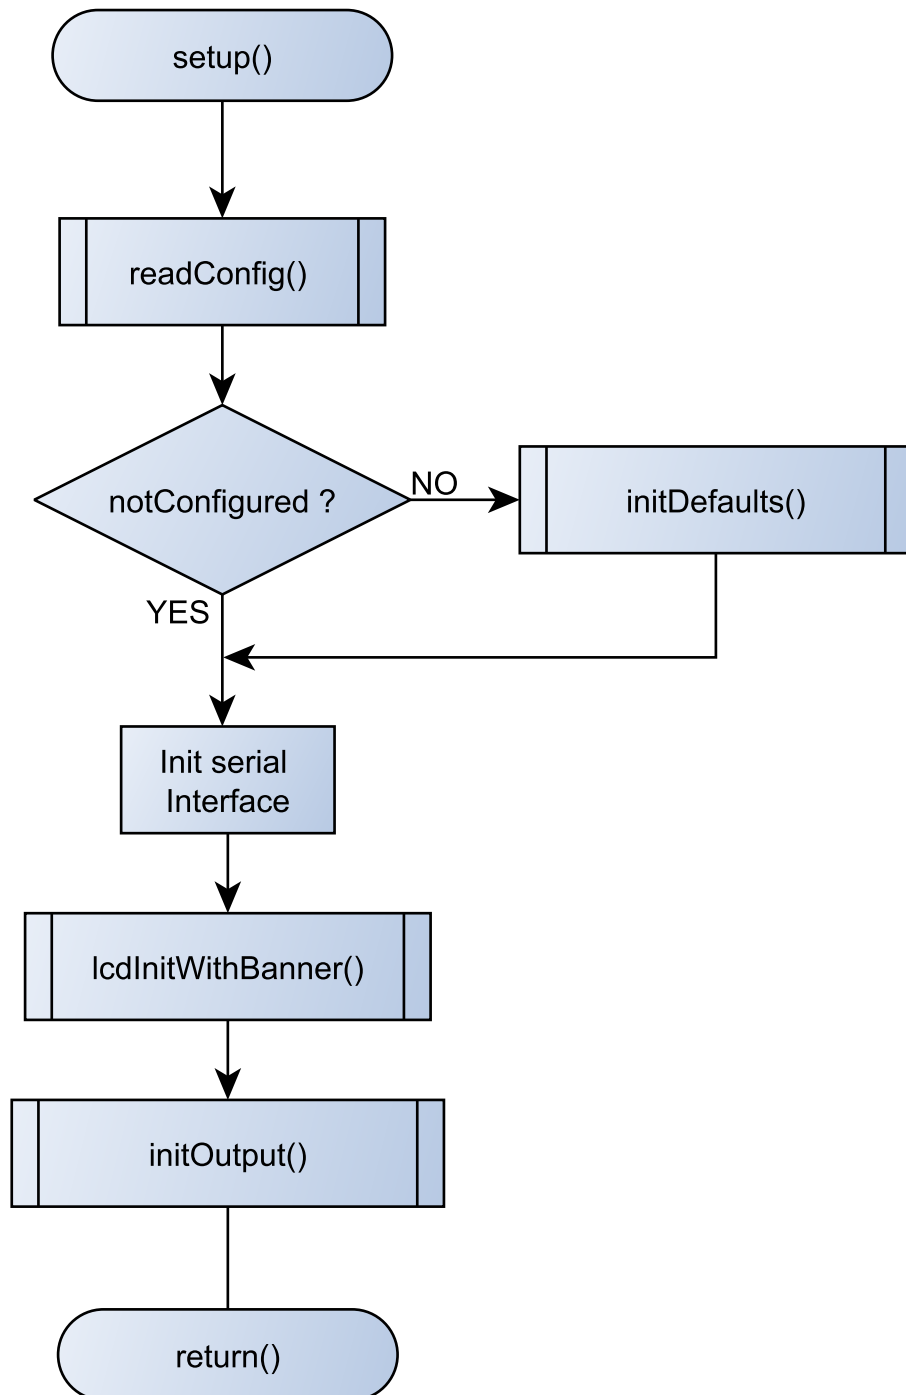 setup()
readConfig()
notConfigured ?
NO
initDefaults()
YES
Init serial
Interface
lcdInitWithBanner()
initOutput()
return()